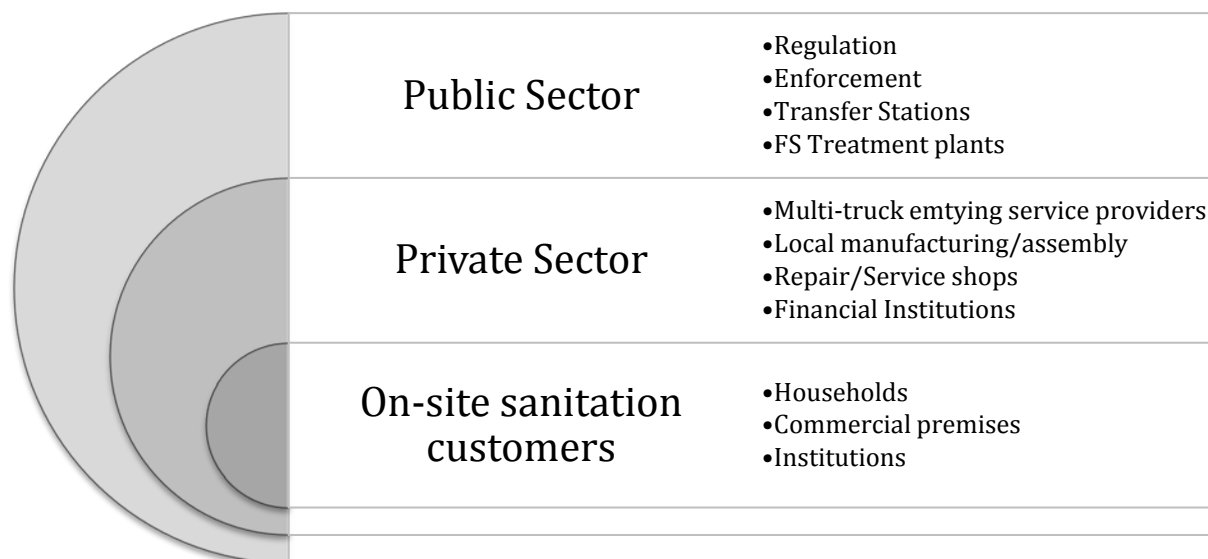 Public Sector
•Regulation
•Enforcement
•Transfer Stations
•FS Treatment plants
Private Sector
•Multi-truck emtying service providers
•Local manufacturing/assembly
•Repair/Service shops
•Financial Institutions
On-site sanitation
customers
•Households
•Commercial premises
•Institutions